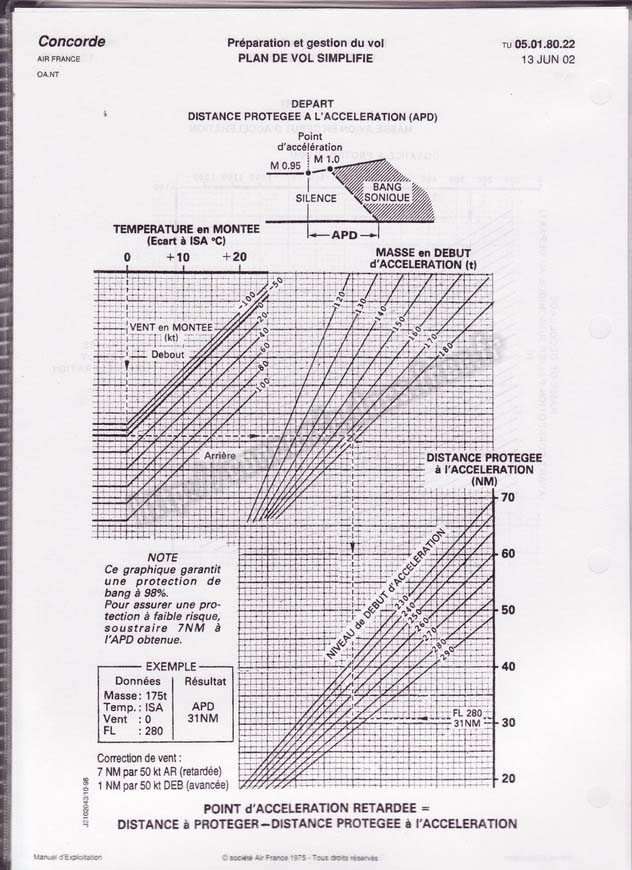 Concorde
AIR FRANCE
OA.NT
Préparation et gestion du vol
PLAN DE VOL SIMPLIFIE
TU 05.01.80.22
13 JUN 02
DEPART
DISTANCE PROTEGEE A L'ACCELERATION (APD)
Point
d'accélération
M 0.95
M 1.0
SILENCE
BANG
SONIQUE
APD
TEMPERATURE en MONTEE
(Ecart à ISA °C)
0 +10 +20
MASSE en DEBUT
d'ACCELERATION (t)
-100
-50
0
20
40
60
80
100
VENT en MONTEE
(kt)
Debout
Arrière
120
130
140
150
160
170
180
DISTANCE PROTEGEE
à l'ACCELERATION
(NM)
70
60
50
40
30
20
NIVEAU de DEBUT d'ACCELERATION
230
240
250
260
270
280
290
FL 280
31NM
NOTE
Ce graphique garantit
une protection de
bang à 98%.
Pour assurer une pro-
tection à faible risque,
soustraire 7NM à
l'APD obtenue.
EXEMPLE
Données
Masse: 175t
Temp.: ISA
Vent : 0
FL : 280
Résultat
APD
31NM
Correction de vent :
7 NM par 50 kt AR (retardée)
1 NM par 50 kt DEB (avancée)
POINT d'ACCELERATION RETARDEE =
DISTANCE à PROTEGER – DISTANCE PROTEGEE à l'ACCELERATION
Manuel d'Exploitation
© société Air France 1975 - Tous droits réservés